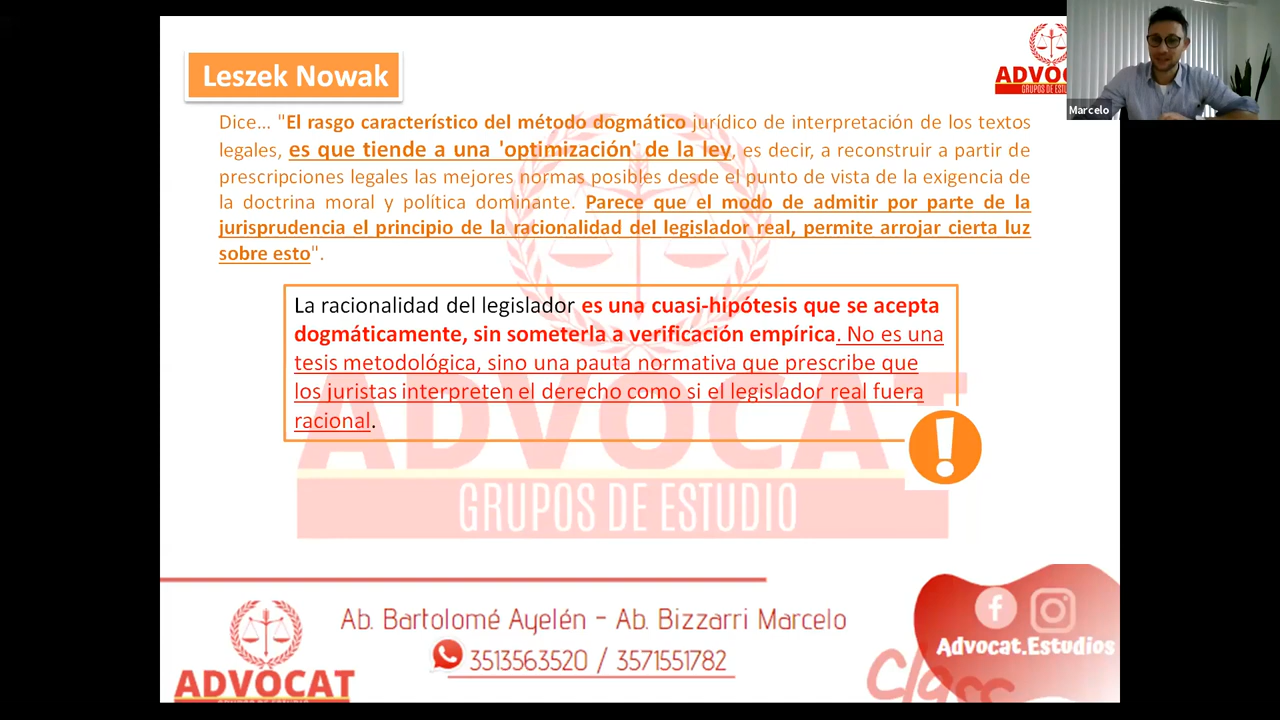 Leszek Nowak
ADVOC
GRUPOS DE ESTU
Marcelo
Dice... "El rasgo característico del método dogmático jurídico de interpretación de los textos
legales, es que tiende a una 'optimización' de la ley, es decir, a reconstruir a partir de
prescripciones legales las mejores normas posibles desde el punto de vista de la exigencia de
la doctrina moral y política dominante. Parece que el modo de admitir por parte de la
jurisprudencia el principio de la racionalidad del legislador real, permite arrojar cierta luz
sobre esto".
La racionalidad del legislador es una cuasi-hipótesis que se acepta
dogmáticamente, sin someterla a verificación empírica. No es una
tesis metodológica, sino una pauta normativa que prescribe que
los juristas interpreten el derecho como si el legislador real fuera
racional.
ADVOCAT
GRUPOS DE ESTUDIO
Ab. Bartolomé Ayelén - Ab. Bizzarri Marcelo
3513563520 / 3571551782
Advocat.Estudios
Class
ADVOCAT
GRUPOS DE ESTUDIO